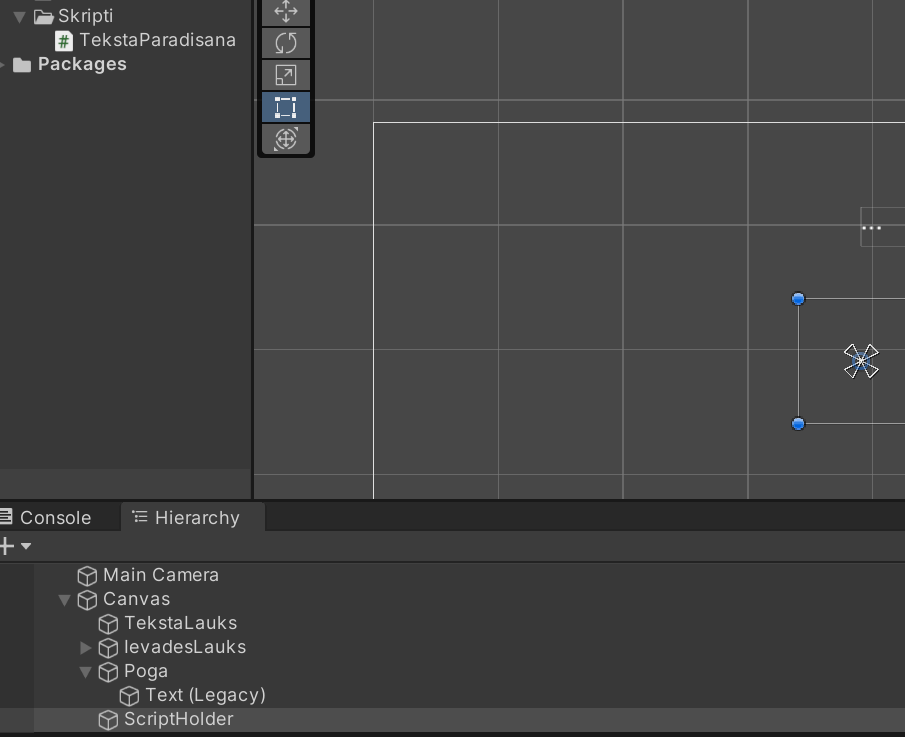 Skripti
# TekstaParadisana
Packages
...
Console
Hierarchy
Main Camera
Canvas
TekstaLauks
IevadesLauks
Poga
Text (Legacy)
ScriptHolder